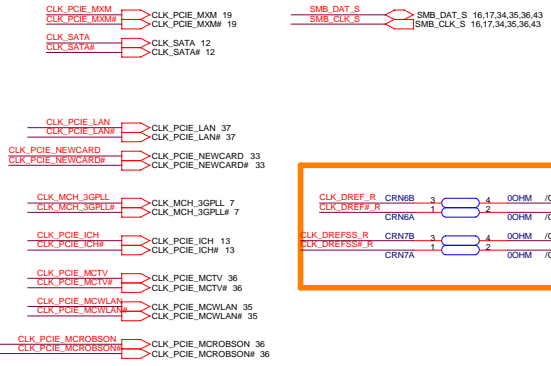 CLK_PCIE_MXM
CLK_PCIE_MXM 19
CLK_PCIE_MXM#
CLK_PCIE_MXM# 19
SMB_DAT_S
SMB_DAT_S 16,17,34,35,36,43
SMB_CLK_S
SMB_CLK_S 16,17,34,35,36,43
CLK_SATA
CLK_SATA 12
CLK_SATA#
CLK_SATA# 12
CLK_PCIE_LAN
CLK_PCIE_LAN 37
CLK_PCIE_LAN#
CLK_PCIE_LAN# 37
CLK_PCIE_NEWCARD
CLK_PCIE_NEWCARD 33
CLK_PCIE_NEWCARD#
CLK_PCIE_NEWCARD# 33
CLK_MCH_3GPLL
CLK_MCH_3GPLL 7
CLK_MCH_3GPLL#
CLK_MCH_3GPLL# 7
CLK_DREF_R CRN6B 3 4 0OHM
CLK_DREF#_R 1 2
CRN6A 0OHM
CLK_PCIE_ICH
CLK_PCIE_ICH 13
CLK_PCIE_ICH#
CLK_PCIE_ICH# 13
CLK_DREFSS_R CRN7B 3 4 0OHM
CLK_DREFSS#_R 1 2
CRN7A 0OHM
CLK_PCIE_MCTV
CLK_PCIE_MCTV 36
CLK_PCIE_MCTV#
CLK_PCIE_MCTV# 36
CLK_PCIE_MCWLAN
CLK_PCIE_MCWLAN 35
CLK_PCIE_MCWLAN#
CLK_PCIE_MCWLAN# 35
CLK_PCIE_MCROBSON
CLK_PCIE_MCROBSON 36
CLK_PCIE_MCROBSON#
CLK_PCIE_MCROBSON# 36